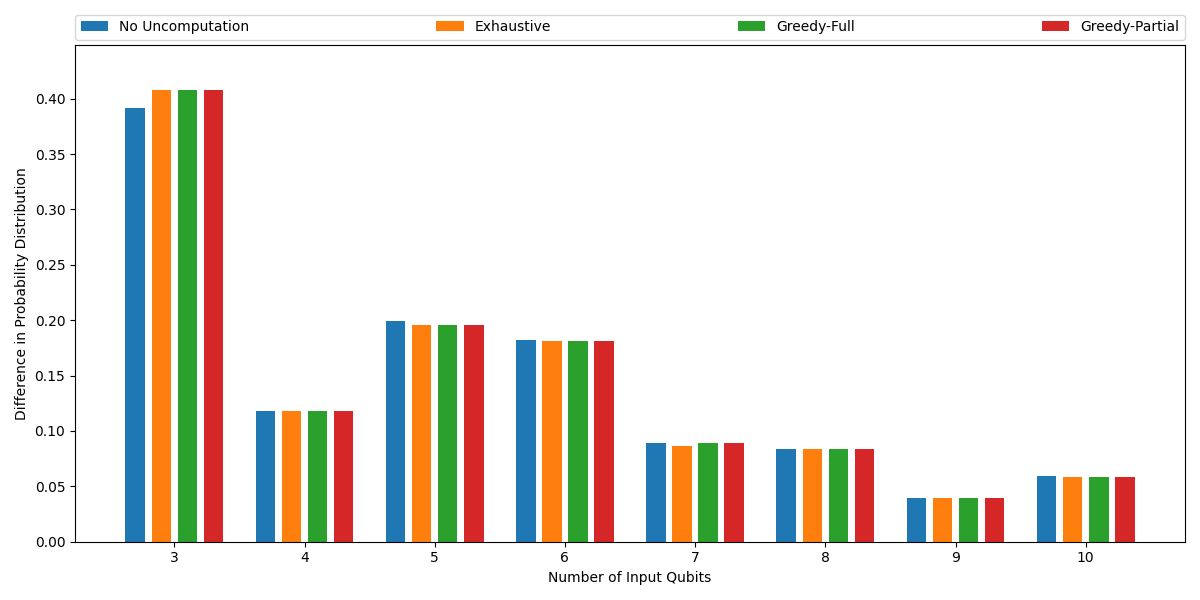 No Uncomputation Exhaustive Greedy-Full Greedy-Partial
Difference in Probability Distribution
0.40
0.35
0.30
0.25
0.20
0.15
0.10
0.05
0.00
3 4 5 6 7 8 9 10
Number of Input Qubits